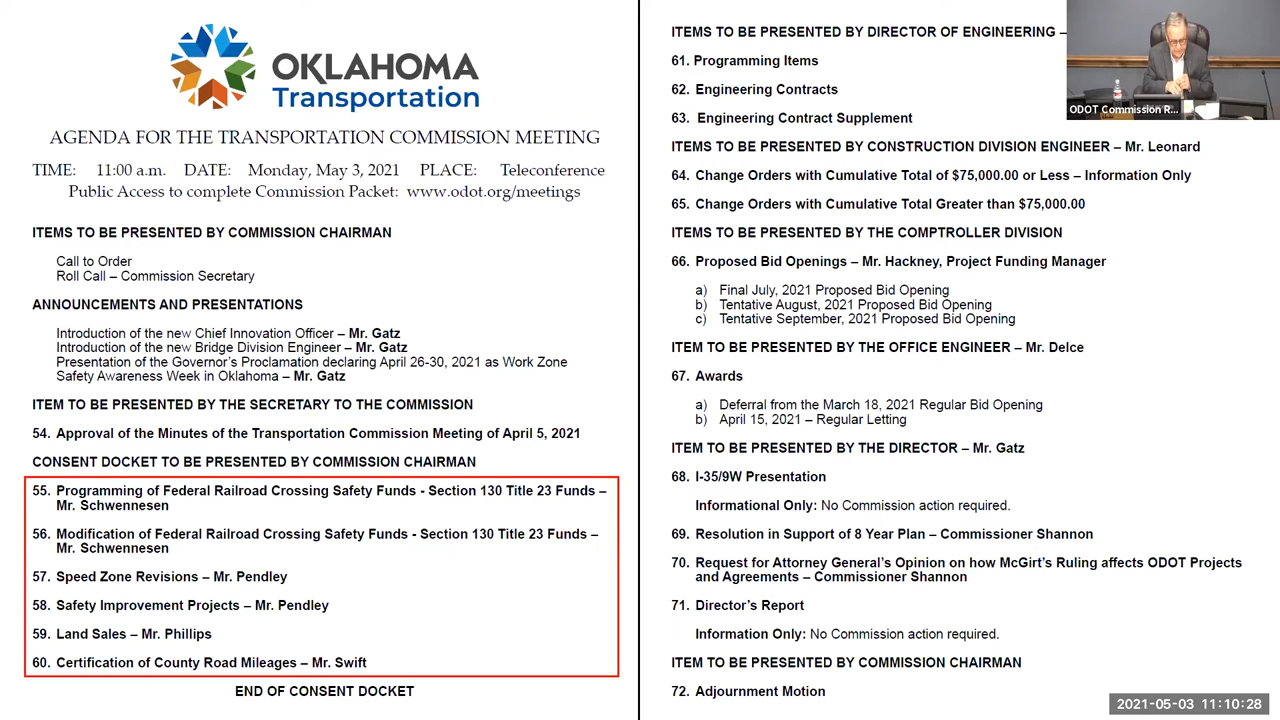 OKLAHOMA
Transportation
AGENDA FOR THE TRANSPORTATION COMMISSION MEETING
TIME: 11:00 a.m. DATE: Monday, May 3, 2021 PLACE: Teleconference
Public Access to complete Commission Packet: www.odot.org/meetings
ITEMS TO BE PRESENTED BY COMMISSION CHAIRMAN
Call to Order
Roll Call – Commission Secretary
ANNOUNCEMENTS AND PRESENTATIONS
Introduction of the new Chief Innovation Officer – Mr. Gatz
Introduction of the new Bridge Division Engineer – Mr. Gatz
Presentation of the Governor's Proclamation declaring April 26-30, 2021 as Work Zone
Safety Awareness Week in Oklahoma – Mr. Gatz
ITEM TO BE PRESENTED BY THE SECRETARY TO THE COMMISSION
54. Approval of the Minutes of the Transportation Commission Meeting of April 5, 2021
CONSENT DOCKET TO BE PRESENTED BY COMMISSION CHAIRMAN
55. Programming of Federal Railroad Crossing Safety Funds - Section 130 Title 23 Funds –
Mr. Schwennesen
56. Modification of Federal Railroad Crossing Safety Funds - Section 130 Title 23 Funds –
Mr. Schwennesen
57. Speed Zone Revisions – Mr. Pendley
58. Safety Improvement Projects – Mr. Pendley
59. Land Sales – Mr. Phillips
60. Certification of County Road Mileages – Mr. Swift
END OF CONSENT DOCKET
ITEMS TO BE PRESENTED BY DIRECTOR OF ENGINEERING –
61. Programming Items
62. Engineering Contracts
63. Engineering Contract Supplement
ITEMS TO BE PRESENTED BY CONSTRUCTION DIVISION ENGINEER – Mr. Leonard
64. Change Orders with Cumulative Total of $75,000.00 or Less – Information Only
65. Change Orders with Cumulative Total Greater than $75,000.00
ITEMS TO BE PRESENTED BY THE COMPTROLLER DIVISION
66. Proposed Bid Openings – Mr. Hackney, Project Funding Manager
a) Final July, 2021 Proposed Bid Opening
b) Tentative August, 2021 Proposed Bid Opening
c) Tentative September, 2021 Proposed Bid Opening
ITEM TO BE PRESENTED BY THE OFFICE ENGINEER – Mr. Delce
67. Awards
a) Deferral from the March 18, 2021 Regular Bid Opening
b) April 15, 2021 – Regular Letting
ITEM TO BE PRESENTED BY THE DIRECTOR – Mr. Gatz
68. I-35/9W Presentation
Informational Only: No Commission action required.
69. Resolution in Support of 8 Year Plan – Commissioner Shannon
70. Request for Attorney General's Opinion on how McGirt's Ruling affects ODOT Projects
and Agreements – Commissioner Shannon
71. Director's Report
Information Only: No Commission action required.
ITEM TO BE PRESENTED BY COMMISSION CHAIRMAN
72. Adjournment Motion
ODOT Commission R...
2021-05-03 11:10:28